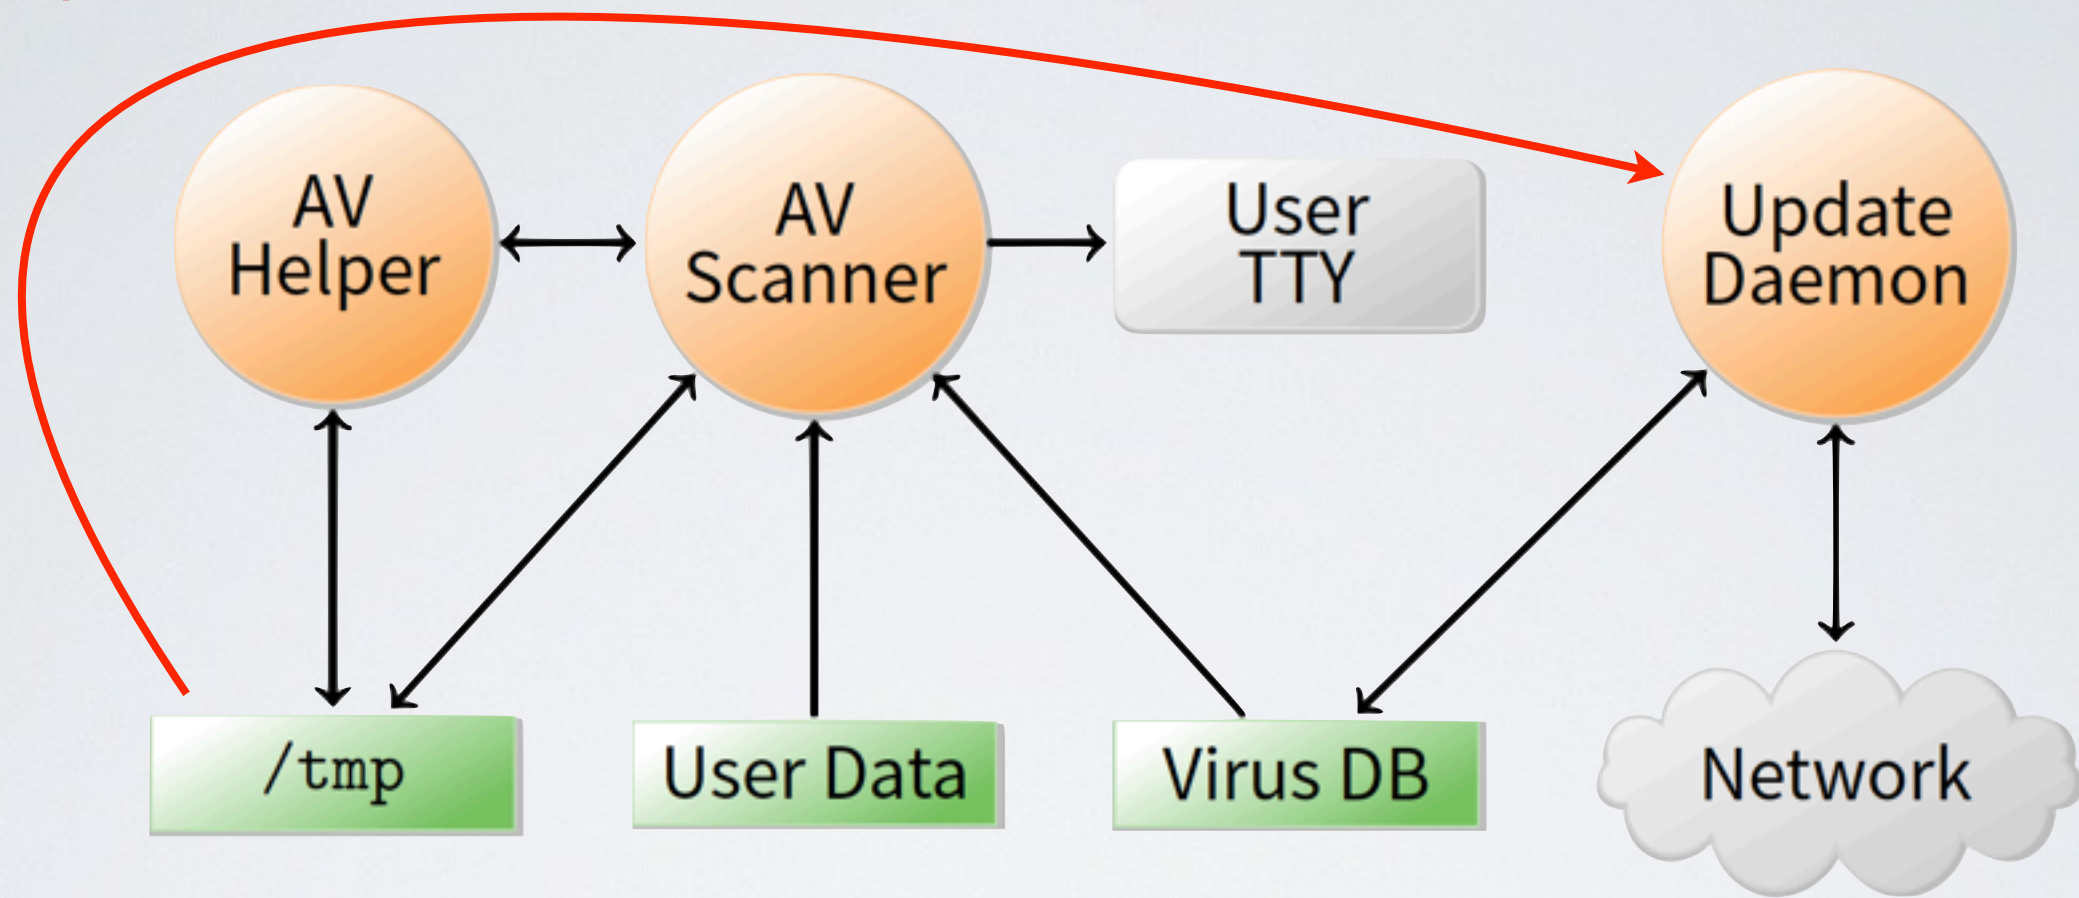 AV
Helper
AV
Scanner
User
TTY
Update
Daemon
/tmp
User Data
Virus DB
Network